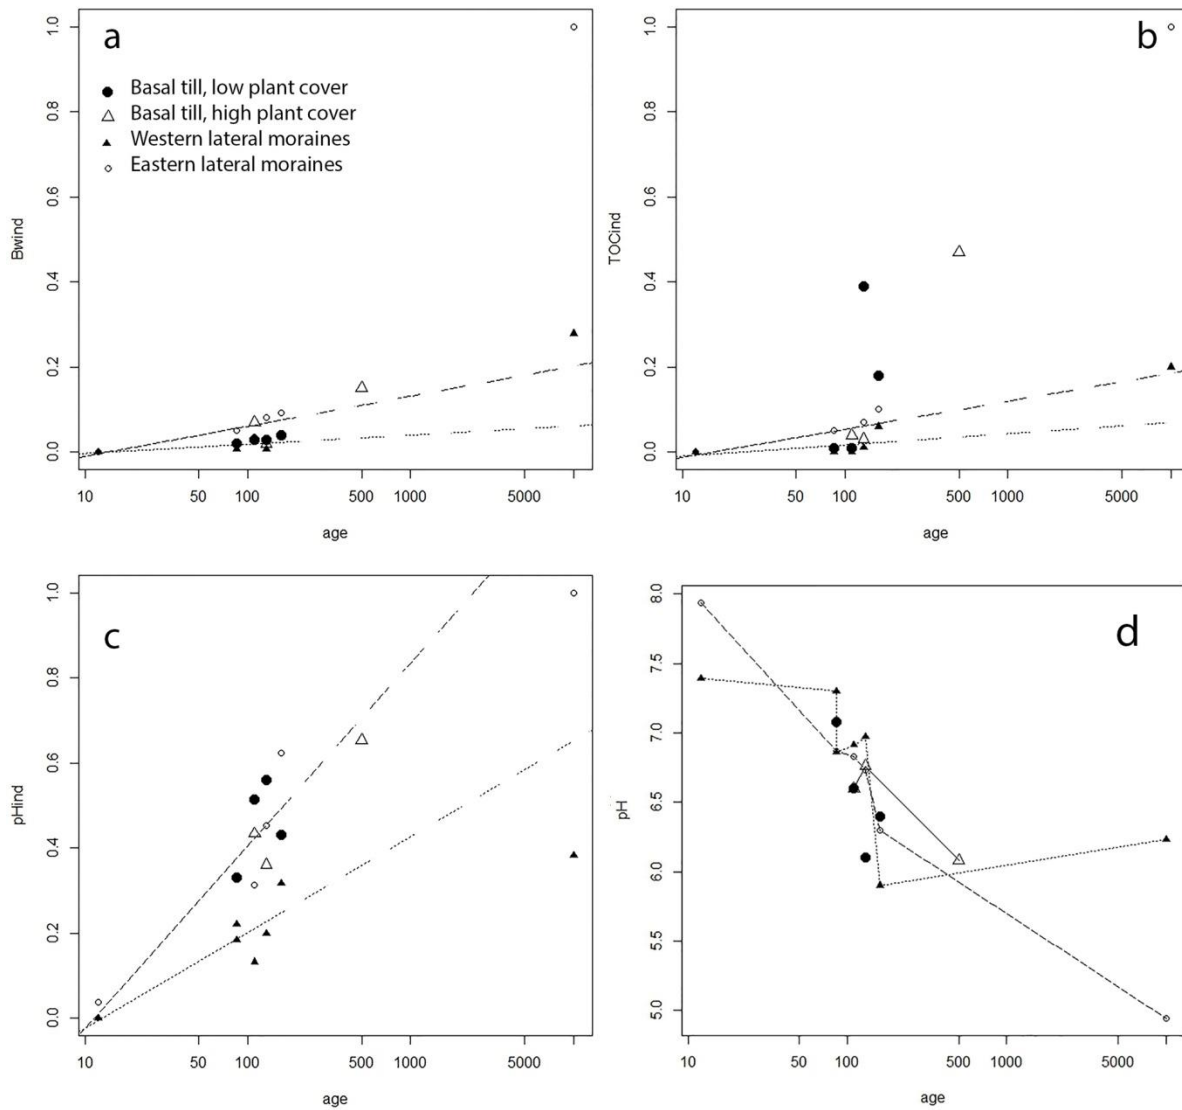 a
Basal till, low plant cover
Basal till, high plant cover
Western lateral moraines
Eastern lateral moraines
1.0
0.8
0.6
0.4
0.2
0.0
Bwind
10 50 100 500 1000 5000
age
b
1.0
0.8
0.6
0.4
0.2
0.0
TOCind
10 50 100 500 1000 5000
age
c
1.0
0.8
0.6
0.4
0.2
0.0
pHind
10 50 100 500 1000 5000
age
d
8.0
7.5
7.0
6.5
6.0
5.5
5.0
pH
10 50 100 500 1000 5000
age